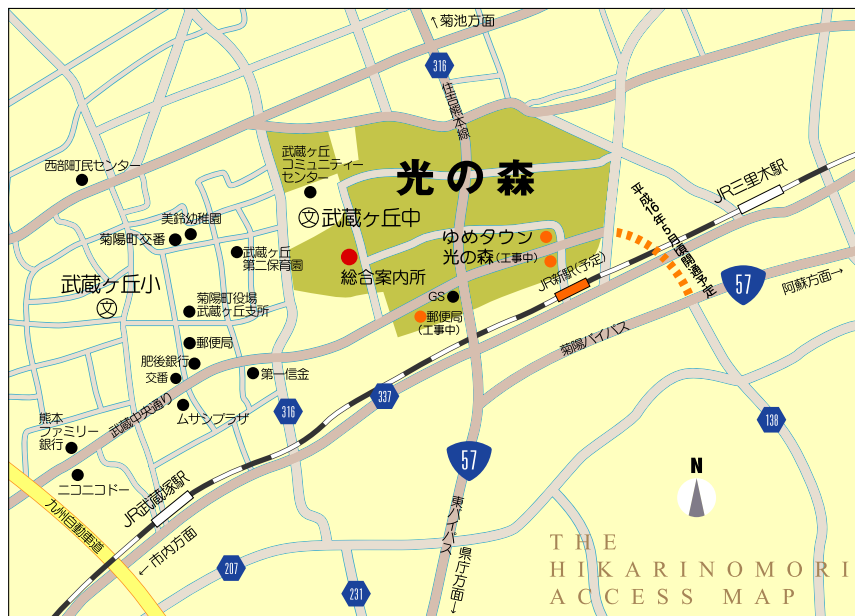 ↖菊池方面
316
住吉熊本線
西部町民センター
武蔵ヶ丘
コミュニティー
センター
光の森
JR三里木駅
文武蔵ヶ丘中
美鈴幼稚園
菊陽町交番
武蔵ヶ丘
第二保育園
ゆめタウン
光の森(工事中)
平成16年5月頃開通予定
総合案内所
JR新駅(予定)
武蔵ヶ丘小
文
57
阿蘇方面→
菊陽町役場
武蔵ヶ丘支所
GS
郵便局
(工事中)
郵便局
肥後銀行
交番
第一信金
菊陽バイパス
337
武蔵中央通り
ムサシプラザ
316
138
熊本
ファミリー
銀行
57
N
ニコニコドー
JR武蔵塚駅
九州自動車道
東バイパス
←市内方面
県庁方面→
207
231
THE
HIKARINOMORI
ACCESS MAP